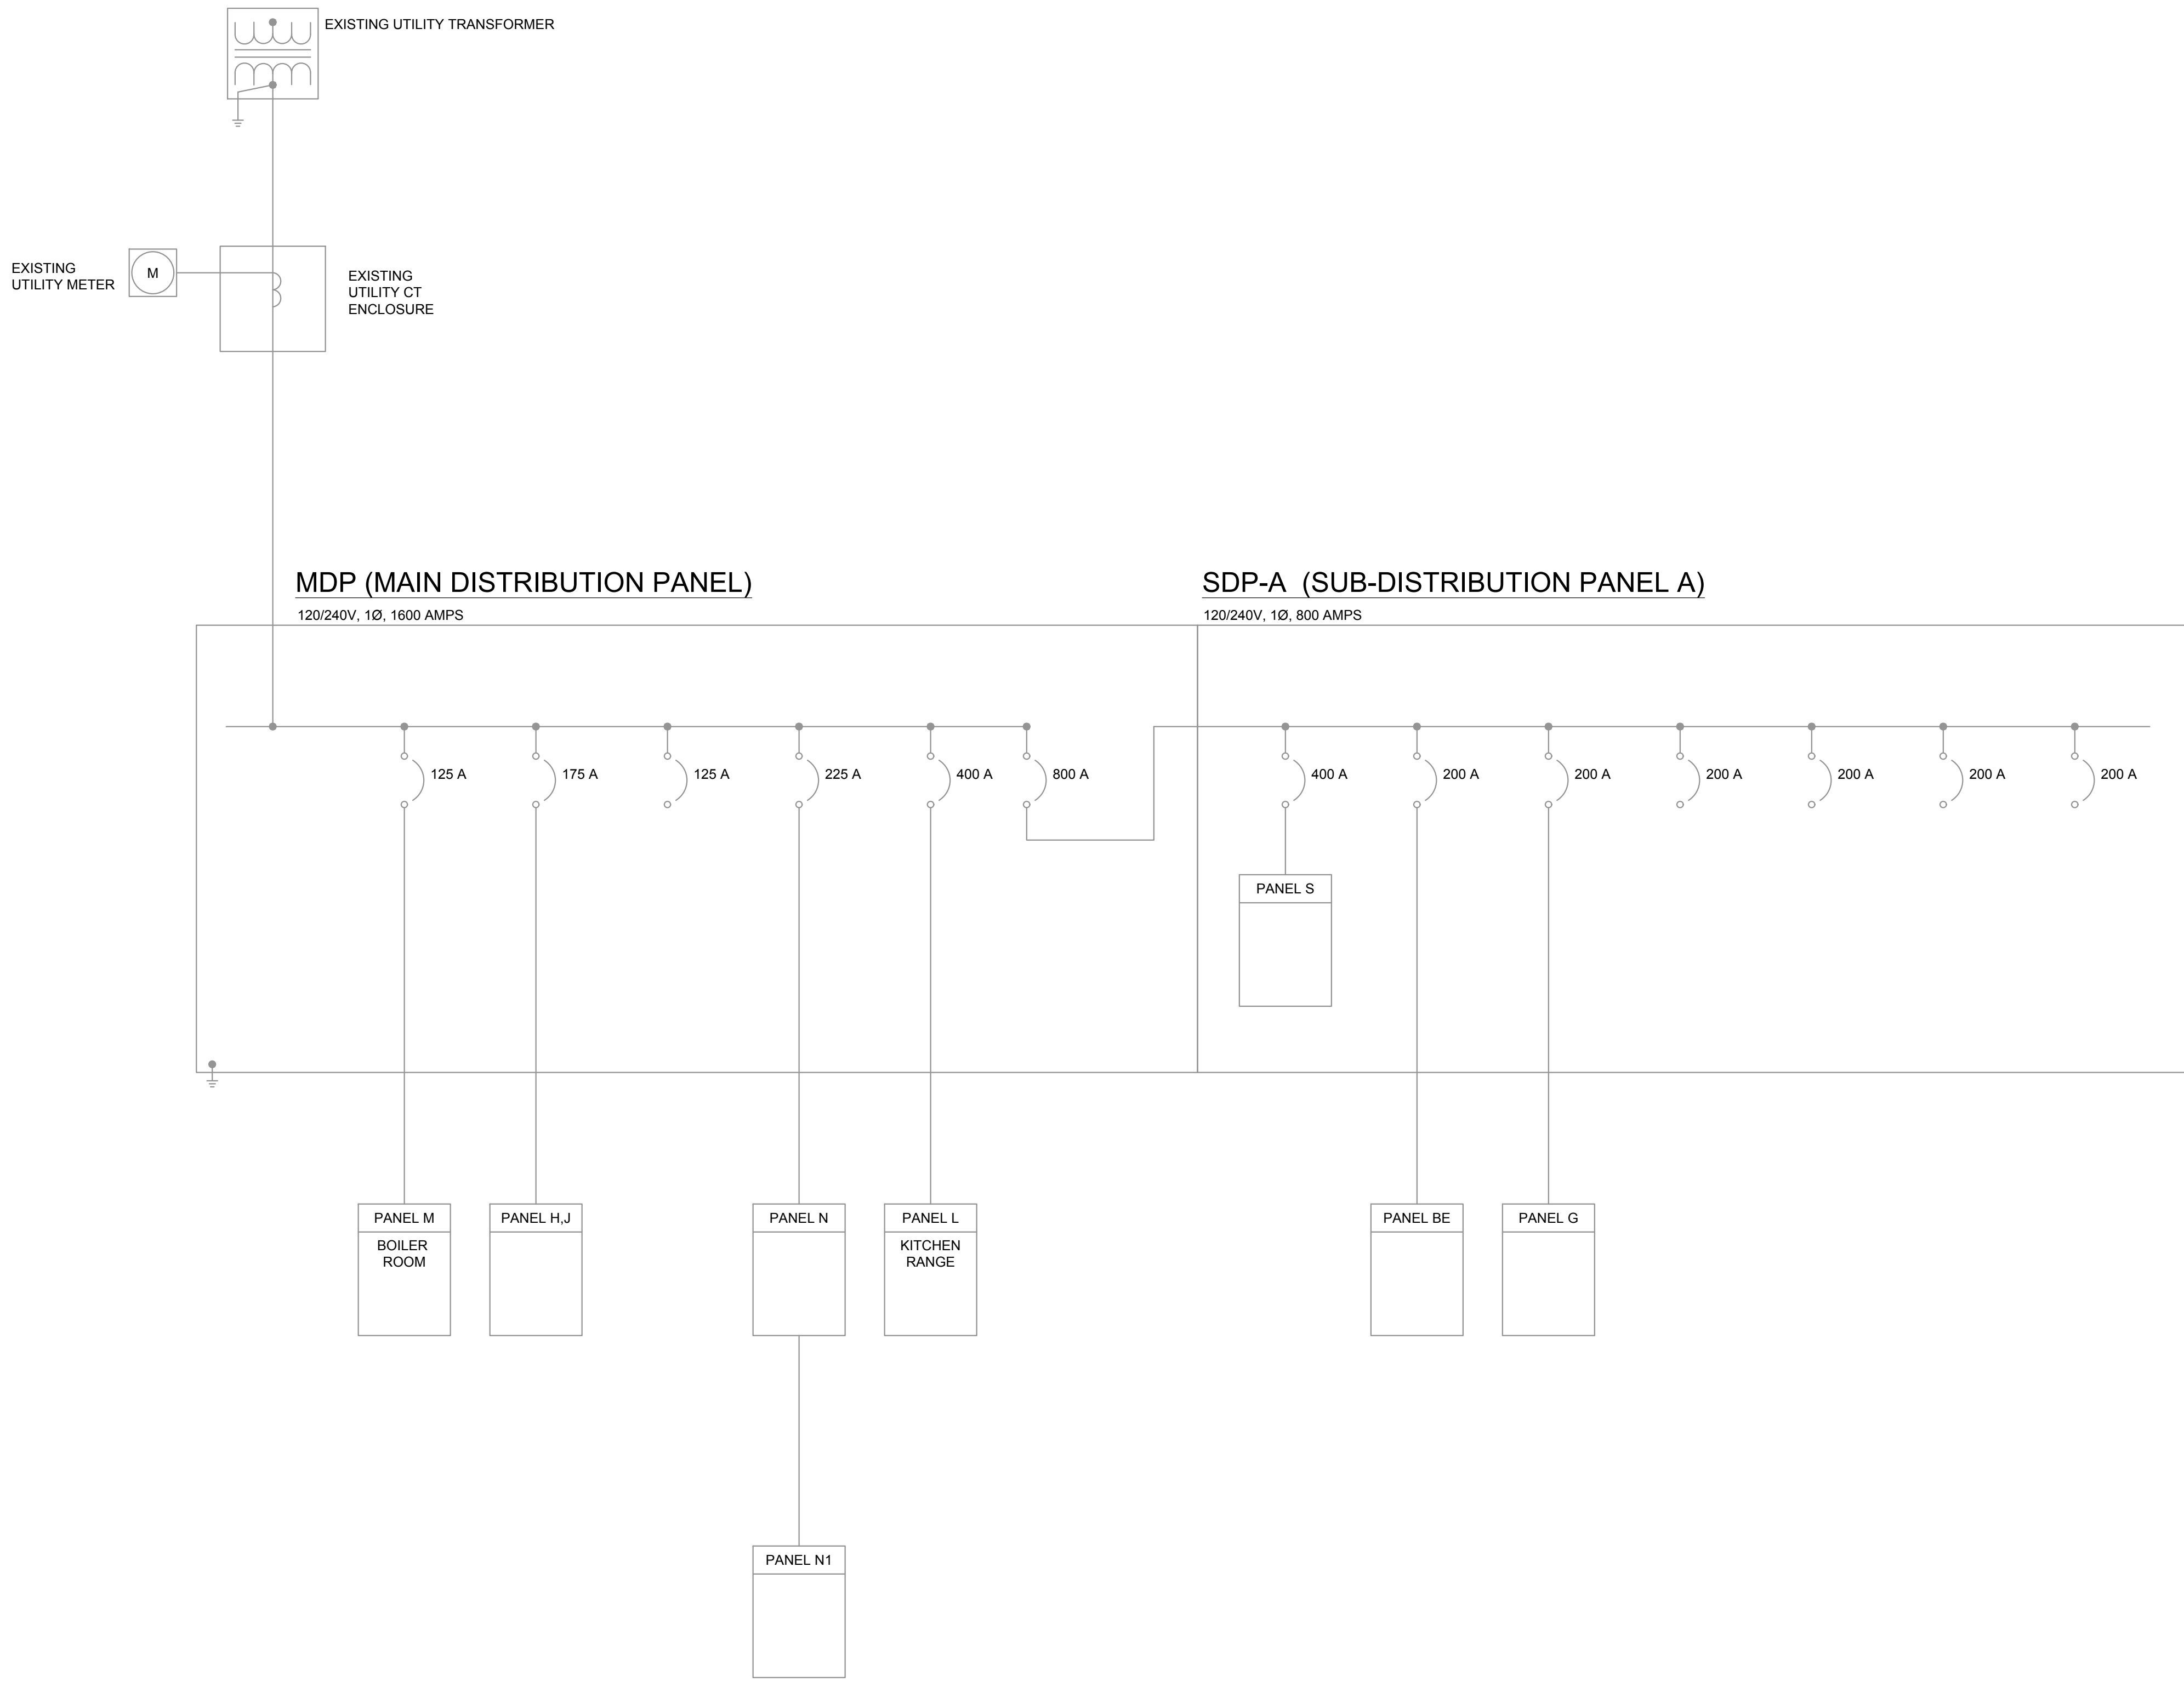 EXISTING UTILITY TRANSFORMER
EXISTING
UTILITY METER
M
EXISTING
UTILITY CT
ENCLOSURE
MDP (MAIN DISTRIBUTION PANEL)
120/240V, 1Ø, 1600 AMPS
SDP-A (SUB-DISTRIBUTION PANEL A)
120/240V, 1Ø, 800 AMPS
125 A
175 A
125 A
225 A
400 A
800 A
400 A
200 A
200 A
200 A
200 A
200 A
200 A
PANEL S
PANEL M
BOILER
ROOM
PANEL H,J
PANEL N
PANEL L
KITCHEN
RANGE
PANEL BE
PANEL G
PANEL N1